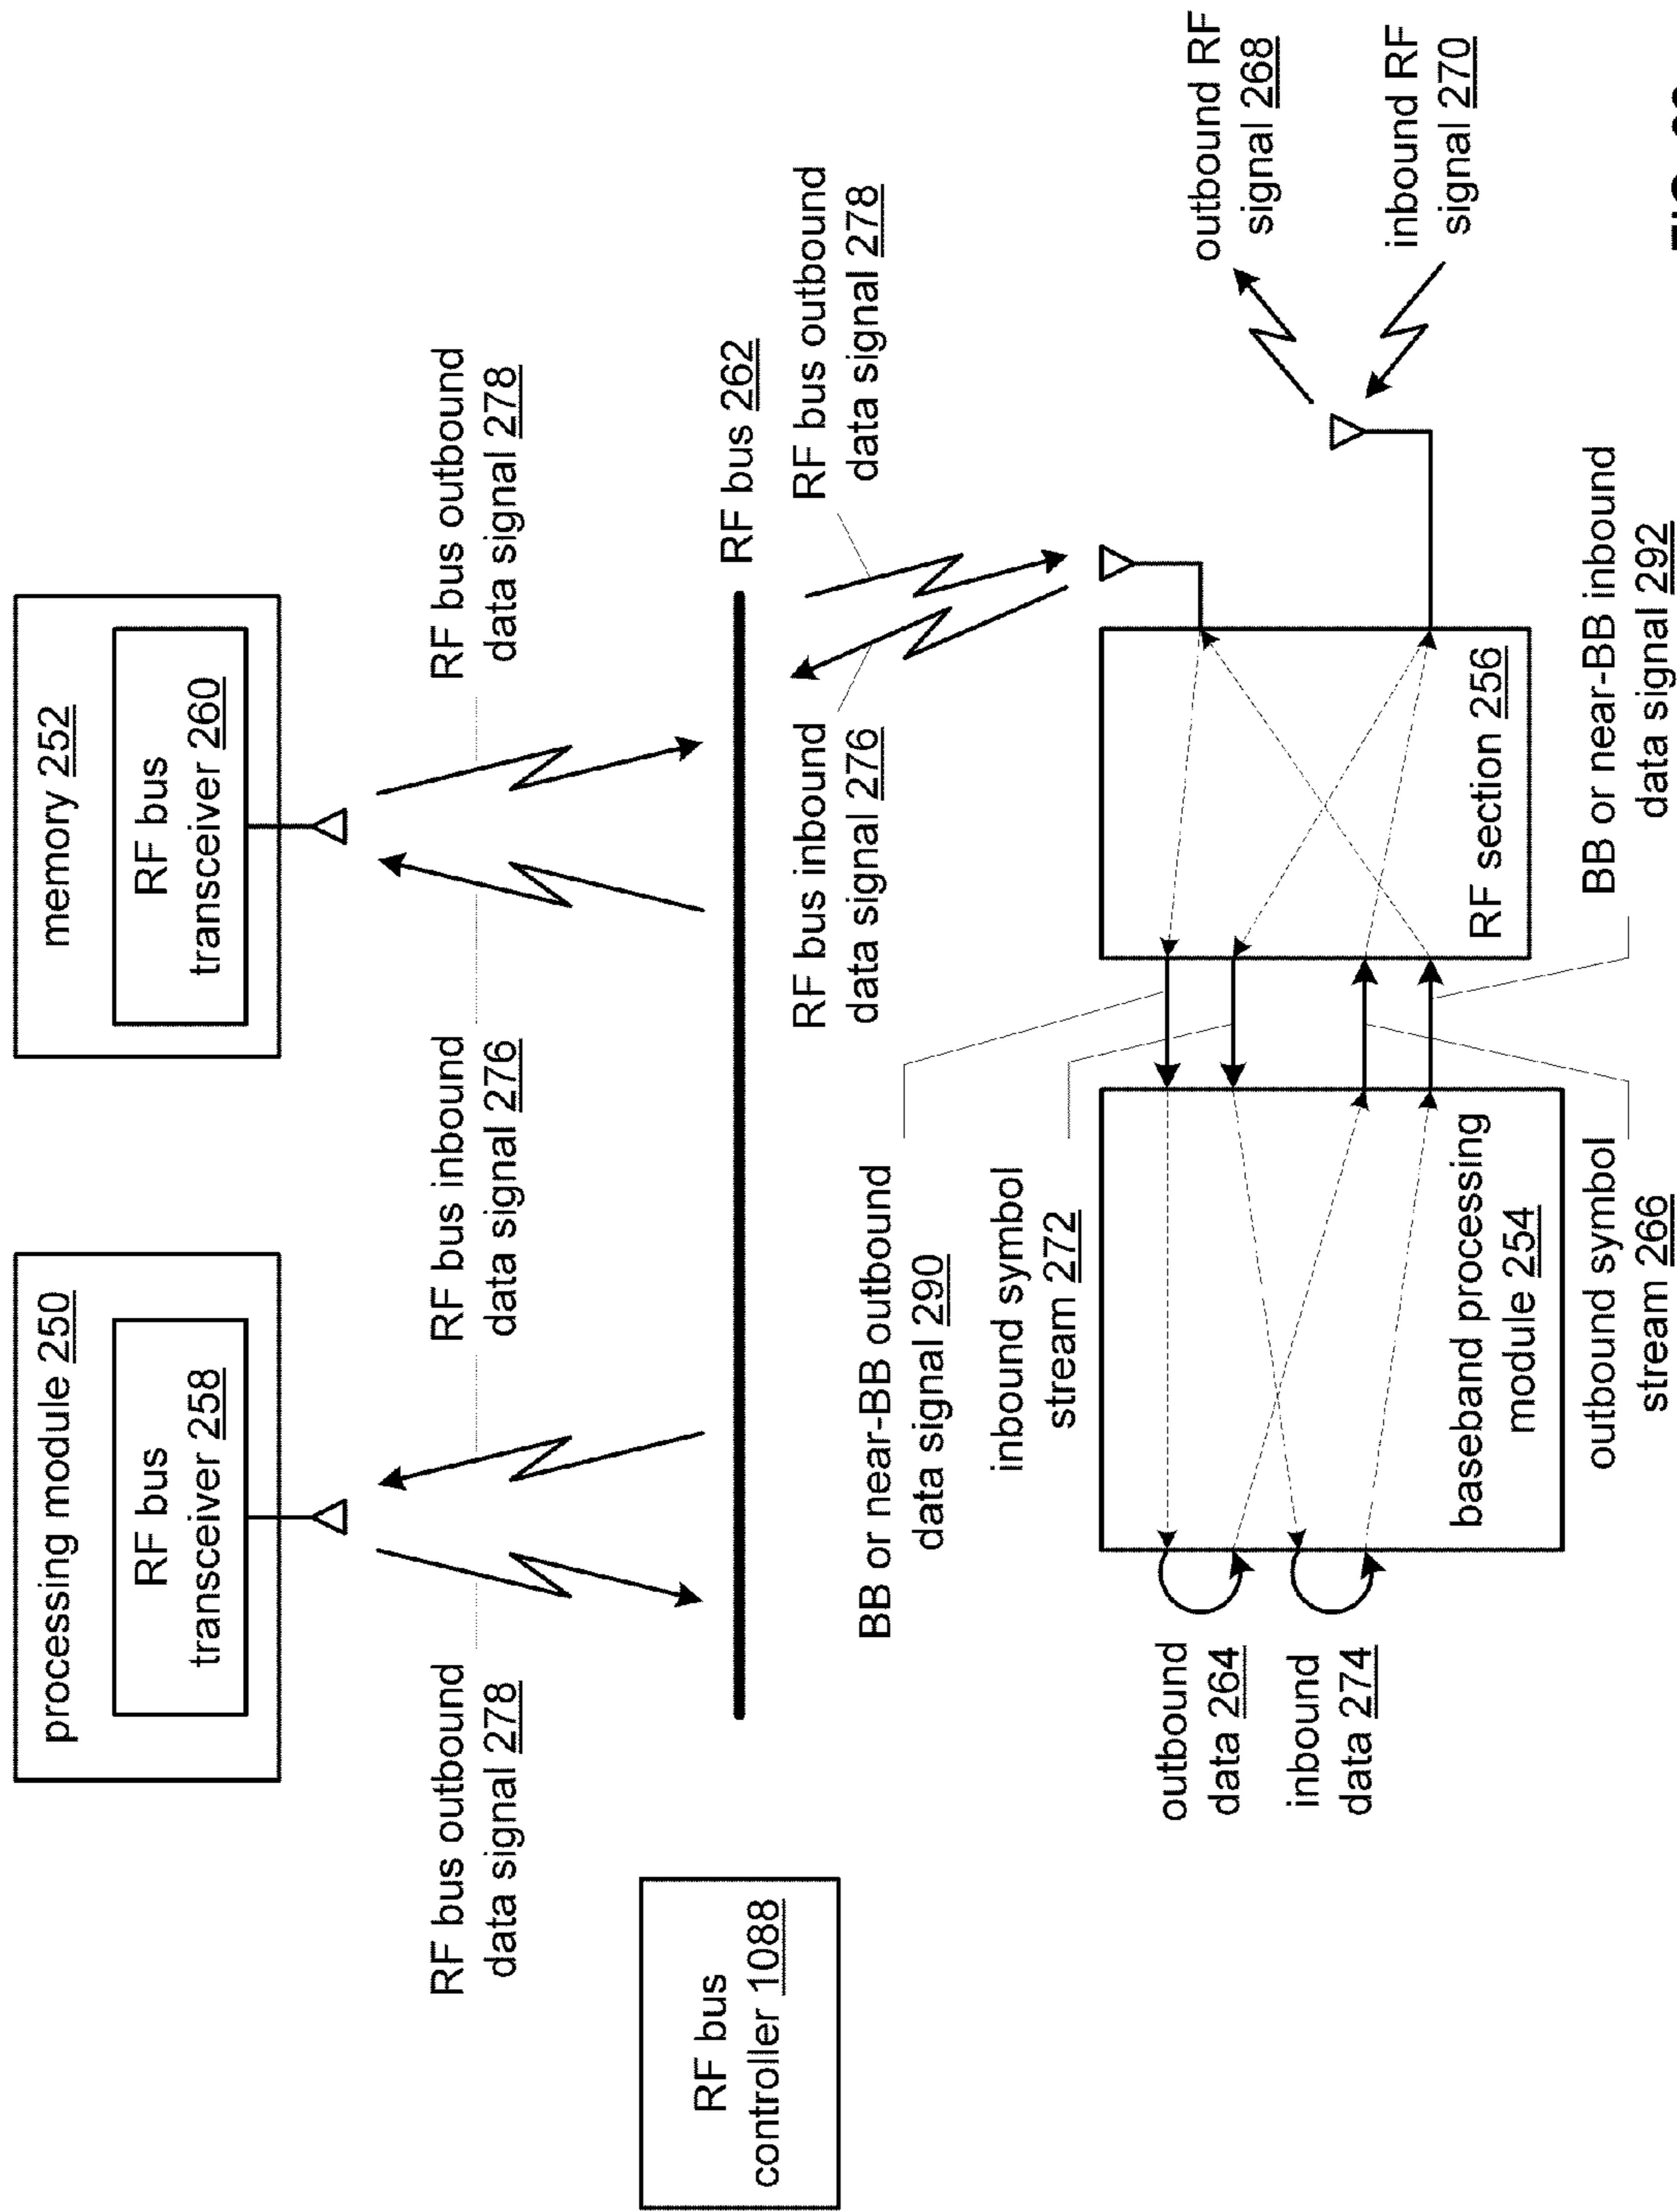 processing module 250
RF bus
transceiver 258
memory 252
RF bus
transceiver 260
RF bus outbound
data signal 278
RF bus inbound
data signal 276
RF bus outbound
data signal 278
RF bus
controller 1088
RF bus 262
RF bus inbound
data signal 276
RF bus outbound
data signal 278
BB or near-BB outbound
data signal 290
inbound symbol
stream 272
outbound
data 264
inbound
data 274
baseband processing
module 254
RF section 256
outbound symbol
stream 266
BB or near-BB inbound
data signal 292
outbound RF
signal 268
inbound RF
signal 270